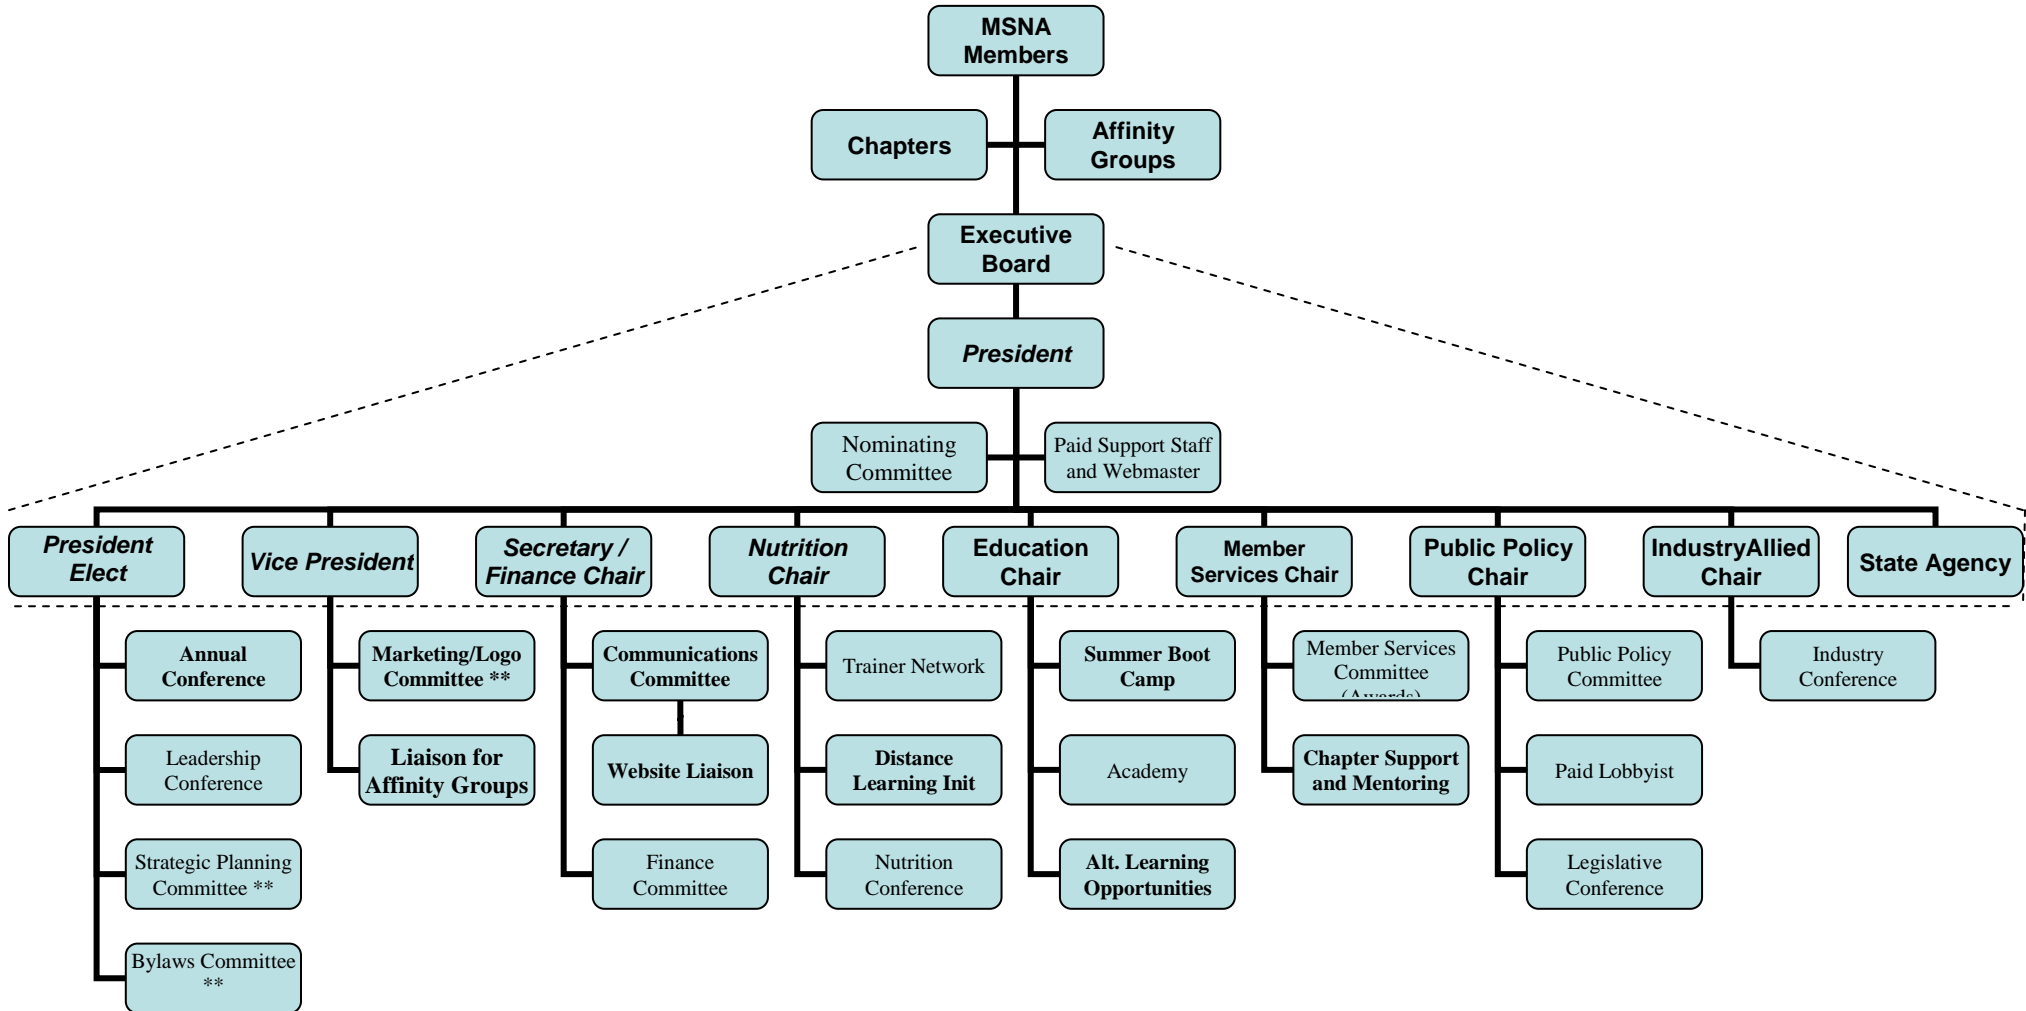 MSNA
Members
Chapters
Affinity
Groups
Executive
Board
President
Nominating
Committee
Paid Support Staff
and Webmaster
President
Elect
Vice President
Secretary /
Finance Chair
Nutrition
Chair
Education
Chair
Member
Services Chair
Public Policy
Chair
IndustryAllied
Chair
State Agency
Annual
Conference
Leadership
Conference
Strategic Planning
Committee **
Bylaws Committee
**
Marketing/Logo
Committee **
Liaison for
Affinity Groups
Communications
Committee
Website Liaison
Finance
Committee
Trainer Network
Distance
Learning Init
Nutrition
Conference
Summer Boot
Camp
Academy
Alt. Learning
Opportunities
Member Services
Committee
(Awards)
Chapter Support
and Mentoring
Public Policy
Committee
Paid Lobbyist
Legislative
Conference
Industry
Conference